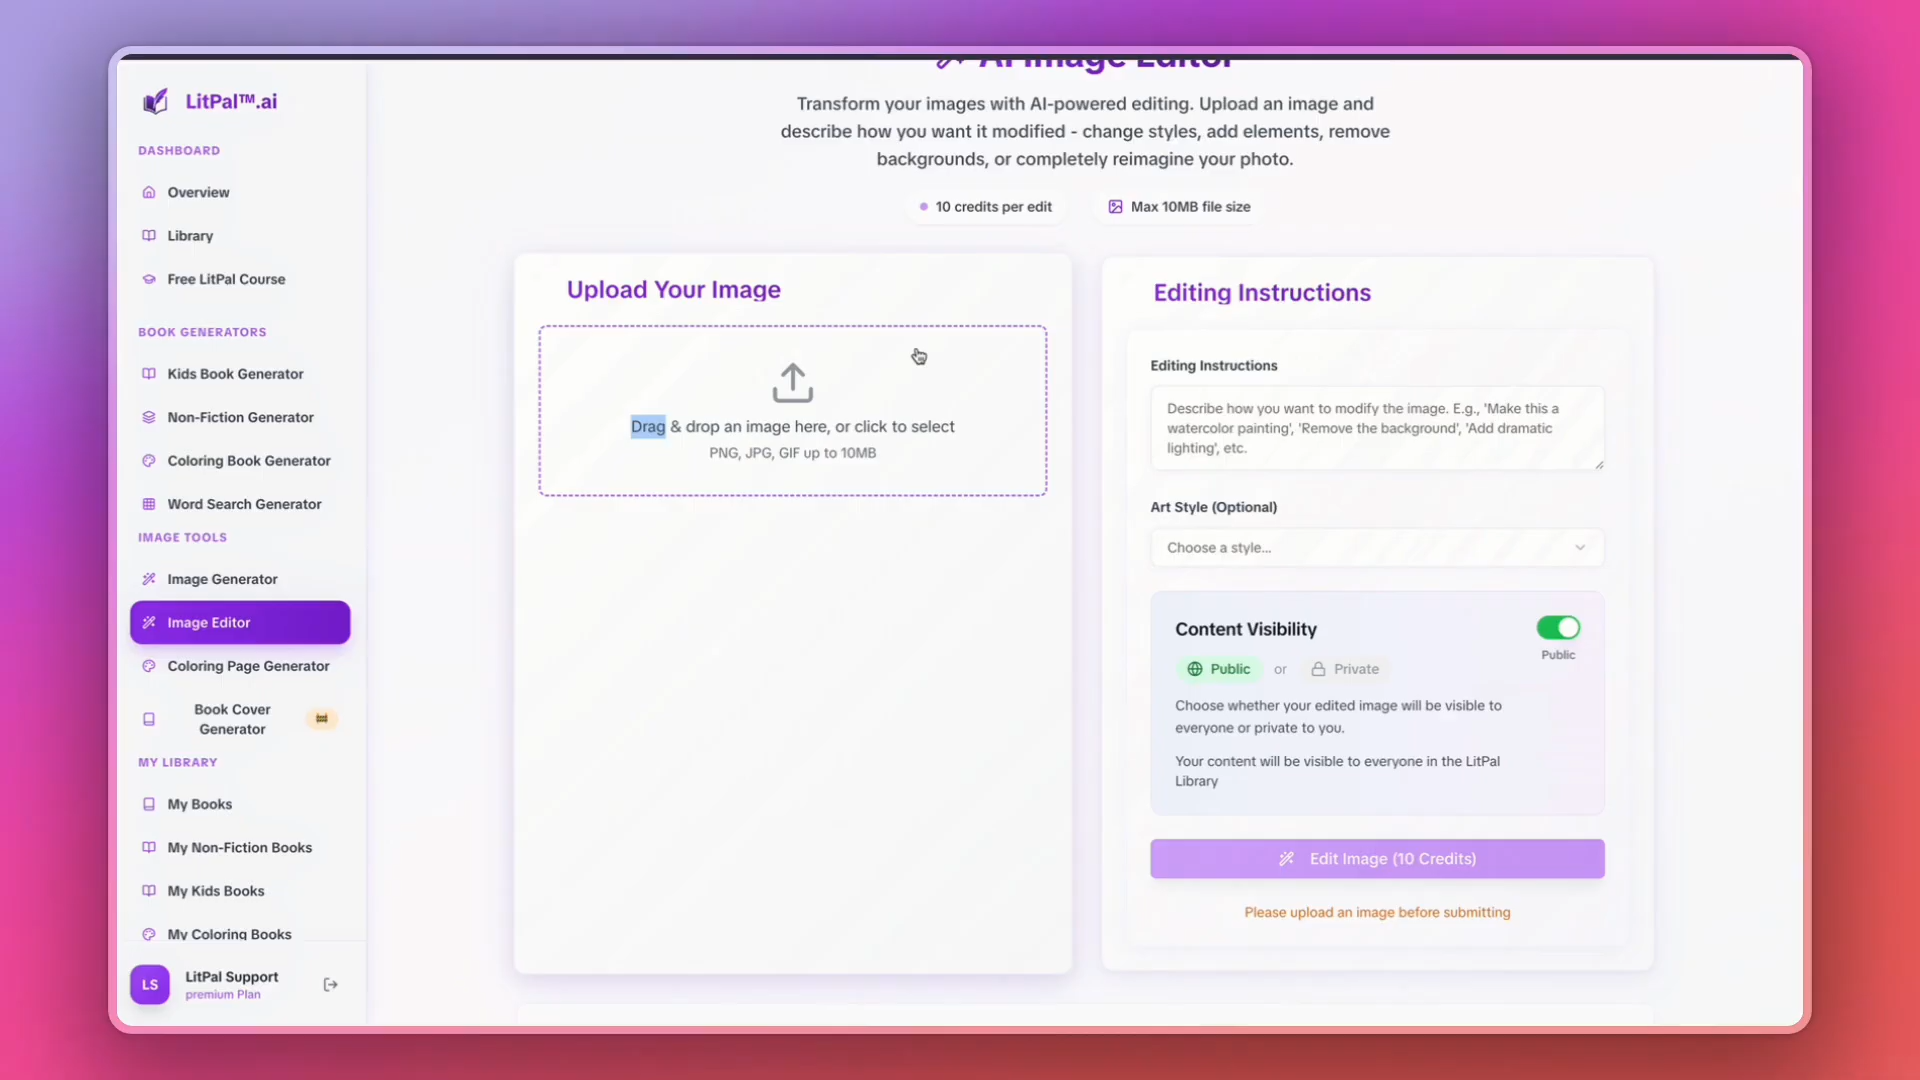 LitPal™.ai
DASHBOARD
Overview
Library
Free LitPal Course
BOOK GENERATORS
Kids Book Generator
Non-Fiction Generator
Coloring Book Generator
Word Search Generator
IMAGE TOOLS
Image Generator
Image Editor
Coloring Page Generator
Book Cover
Generator
MY LIBRARY
My Books
My Non-Fiction Books
My Kids Books
My Coloring Books
LS
LitPal Support
premium Plan
AI Image Editor
Transform your images with AI-powered editing. Upload an image and
describe how you want it modified - change styles, add elements, remove
backgrounds, or completely reimagine your photo.
10 credits per edit
Max 10MB file size
Upload Your Image
Drag & drop an image here, or click to select
PNG, JPG, GIF up to 10MB
Editing Instructions
Editing Instructions
Describe how you want to modify the image. E.g., 'Make this a
watercolor painting', 'Remove the background', 'Add dramatic
lighting', etc.
Art Style (Optional)
Choose a style...
Content Visibility
Public
Public or Private
Choose whether your edited image will be visible to
everyone or private to you.
Your content will be visible to everyone in the LitPal
Library
Edit Image (10 Credits)
Please upload an image before submitting